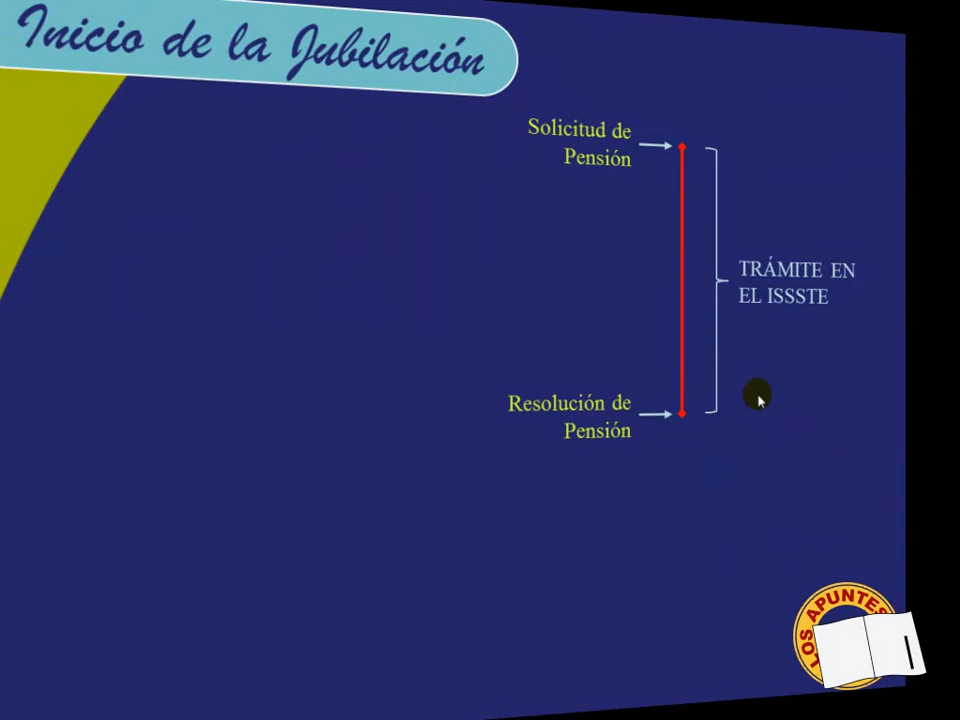 Inicio de la Jubilación
Solicitud de
Pensión
TRÁMITE EN
EL ISSSTE
Resolución de
Pensión
LOS APUNTES